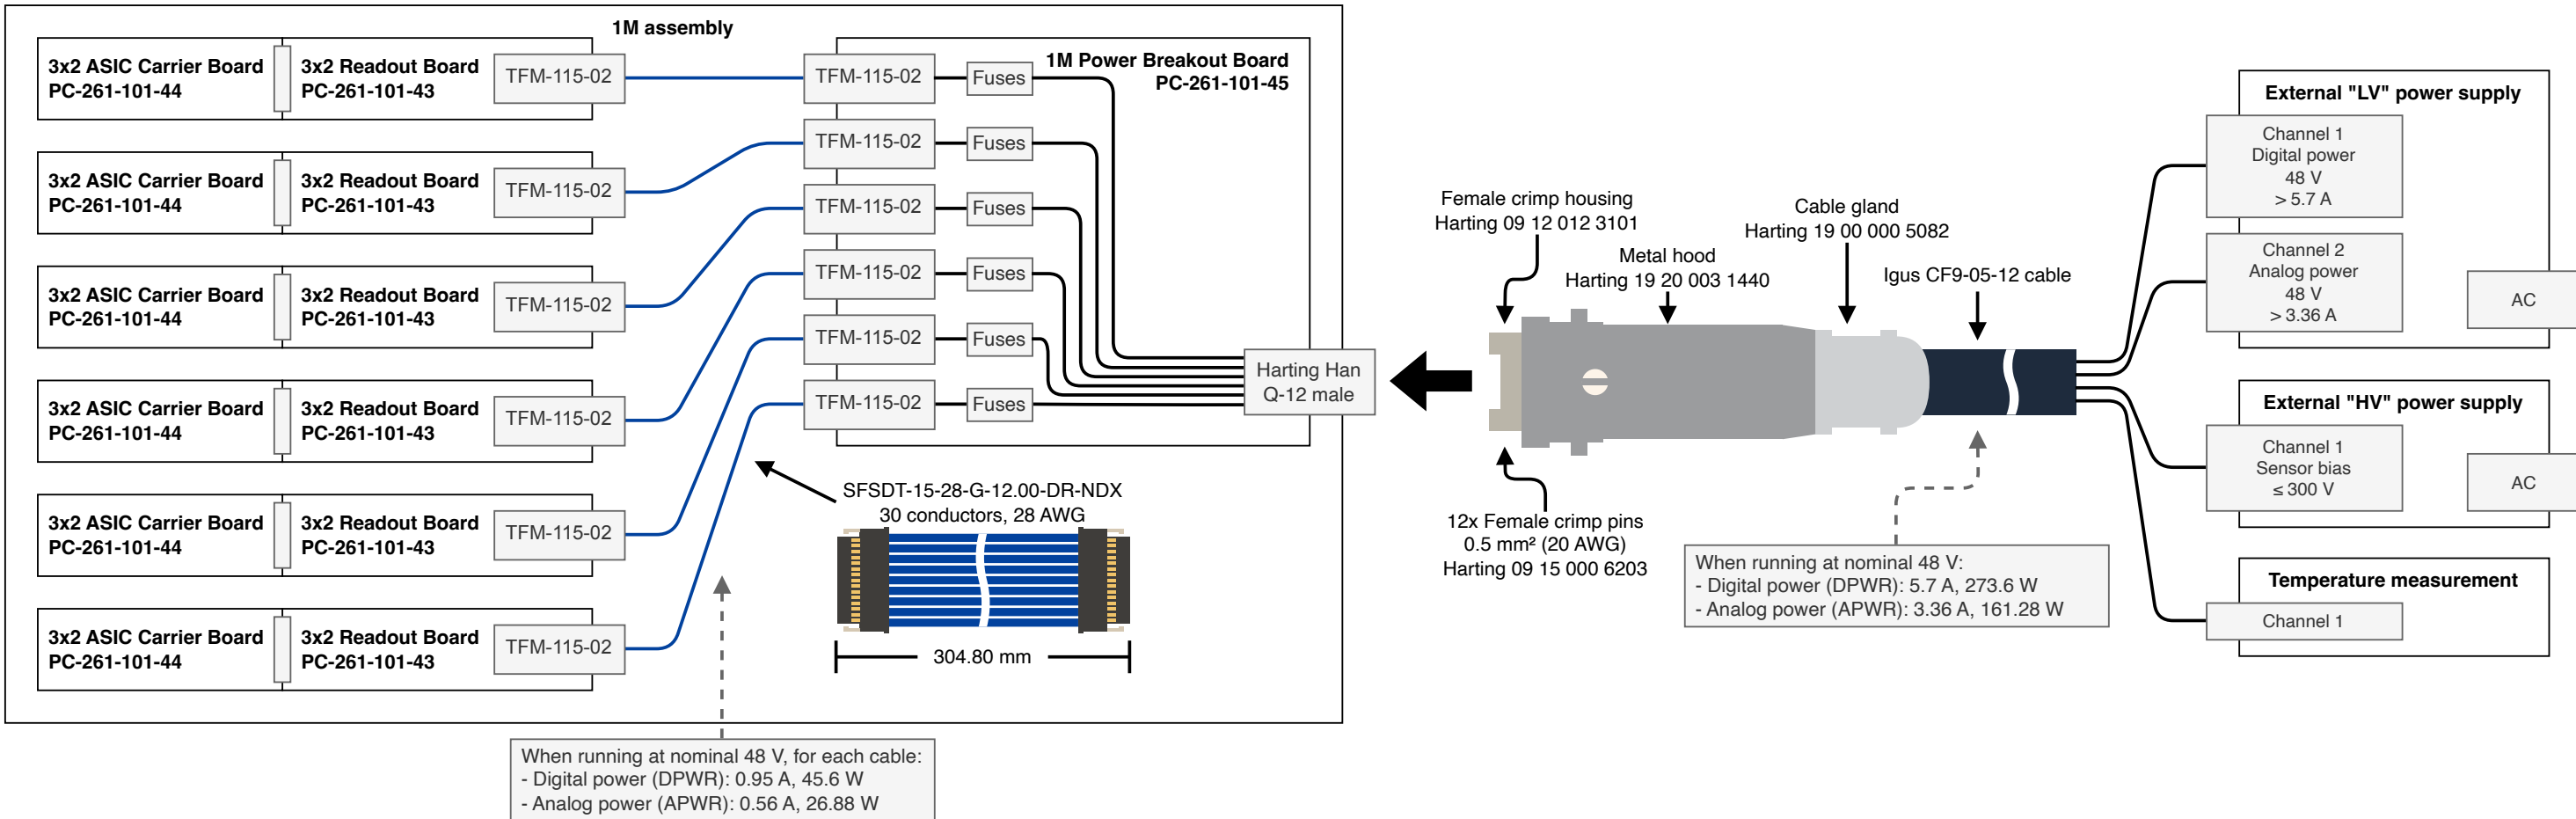 1M assembly
3x2 ASIC Carrier Board
PC-261-101-44
3x2 Readout Board
PC-261-101-43
TFM-115-02
3x2 ASIC Carrier Board
PC-261-101-44
3x2 Readout Board
PC-261-101-43
TFM-115-02
3x2 ASIC Carrier Board
PC-261-101-44
3x2 Readout Board
PC-261-101-43
TFM-115-02
3x2 ASIC Carrier Board
PC-261-101-44
3x2 Readout Board
PC-261-101-43
TFM-115-02
3x2 ASIC Carrier Board
PC-261-101-44
3x2 Readout Board
PC-261-101-43
TFM-115-02
3x2 ASIC Carrier Board
PC-261-101-44
3x2 Readout Board
PC-261-101-43
TFM-115-02
1M Power Breakout Board
PC-261-101-45
TFM-115-02
Fuses
TFM-115-02
Fuses
TFM-115-02
Fuses
TFM-115-02
Fuses
TFM-115-02
Fuses
TFM-115-02
Fuses
Harting Han
Q-12 male
SFSDT-15-28-G-12.00-DR-NDX
30 conductors, 28 AWG
304.80 mm
When running at nominal 48 V, for each cable:
- Digital power (DPWR): 0.95 A, 45.6 W
- Analog power (APWR): 0.56 A, 26.88 W
Female crimp housing
Harting 09 12 012 3101
Metal hood
Harting 19 20 003 1440
Cable gland
Harting 19 00 000 5082
Igus CF9-05-12 cable
12x Female crimp pins
0.5 mm² (20 AWG)
Harting 09 15 000 6203
When running at nominal 48 V:
- Digital power (DPWR): 5.7 A, 273.6 W
- Analog power (APWR): 3.36 A, 161.28 W
External "LV" power supply
Channel 1
Digital power
48 V
> 5.7 A
Channel 2
Analog power
48 V
> 3.36 A
AC
External "HV" power supply
Channel 1
Sensor bias
≤ 300 V
AC
Temperature measurement
Channel 1